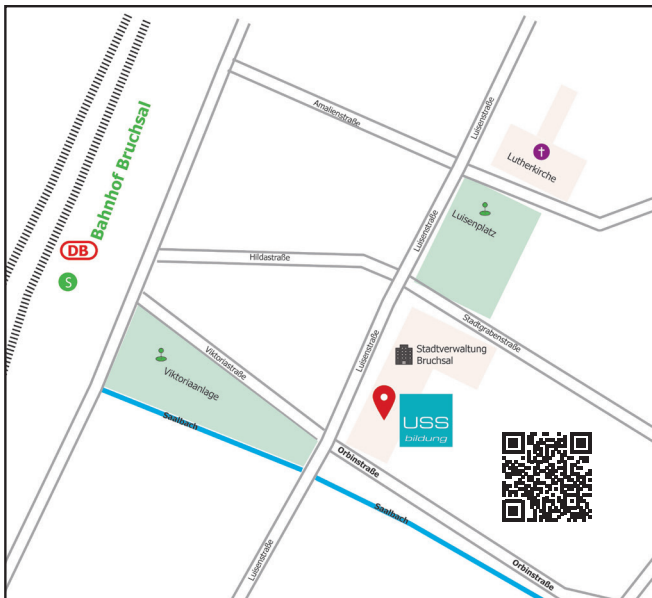 Amalienstraße
Luisenstraße
Lutherkirche
Bahnhof Bruchsal
DB
S
Luisenplatz
Luisenstraße
Hildastraße
Stadtgrabenstraße
Luisenstraße
Stadtverwaltung
Bruchsal
Viktoriastraße
Viktoriaanlage
USS
bildung
Saalbach
Orbinstraße
Saalbach
Orbinstraße
Luisenstraße